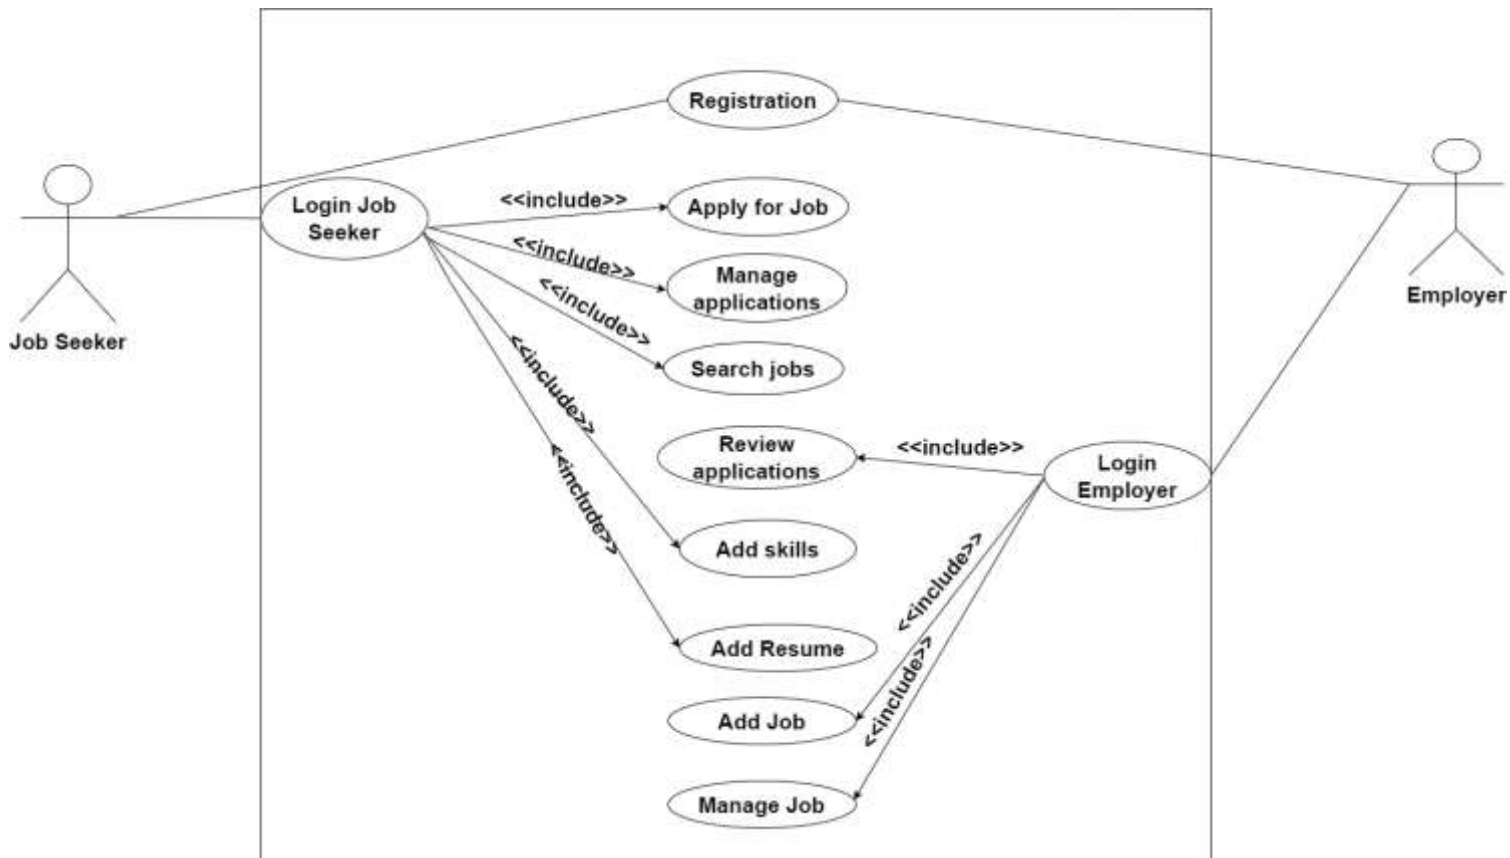 Registration
Login Job
Seeker
<<include>>
Apply for Job
<<include>>
Manage
applications
<<include>>
Search jobs
Job Seeker
Employer
<<include>>
Review
applications
<<include>>
Login
Employer
<<include>>
Add skills
<<include>>
Add Resume
<<include>>
Add Job
Manage Job